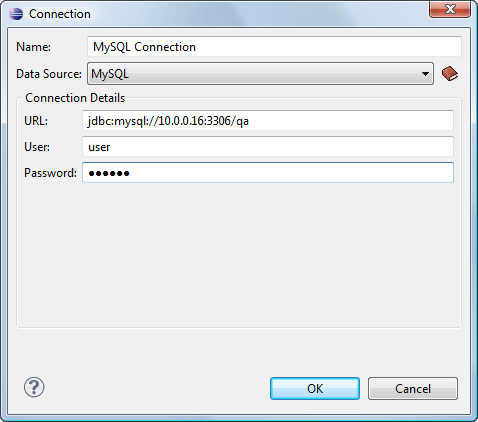 Connection
Name: MySQL Connection
Data Source: MySQL
Connection Details
URL: jdbc:mysql://10.0.0.16:3306/qa
User: user
Password: ●●●●●●
?
OK Cancel